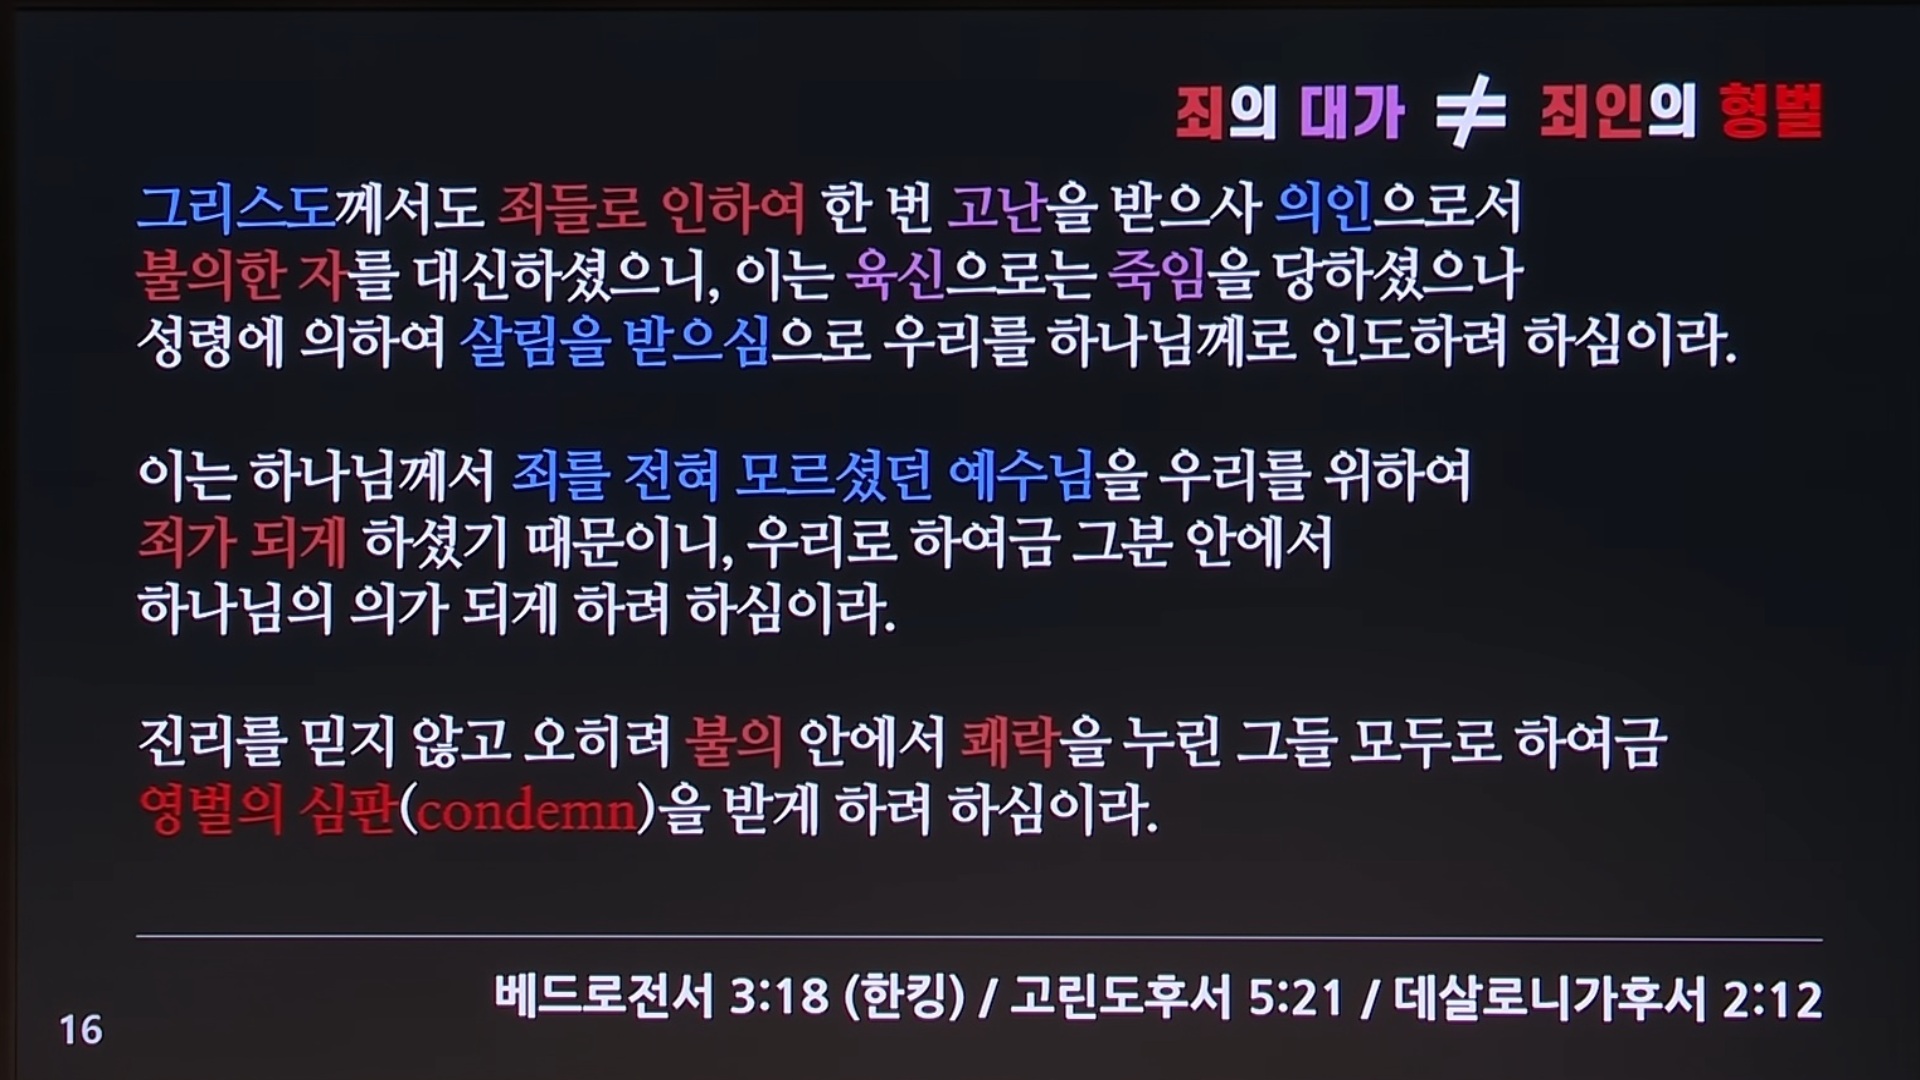 죄의 대가 ≠ 죄인의 형벌
그리스도께서도 죄들로 인하여 한 번 고난을 받으사 의인으로서
불의한 자를 대신하셨으니, 이는 육신으로는 죽임을 당하셨으나
성령에 의하여 살림을 받으심으로 우리를 하나님께로 인도하려 하심이라.
이는 하나님께서 죄를 전혀 모르셨던 예수님을 우리를 위하여
죄가 되게 하셨기 때문이니, 우리로 하여금 그분 안에서
하나님의 의가 되게 하려 하심이라.
진리를 믿지 않고 오히려 불의 안에서 쾌락을 누린 그들 모두로 하여금
영벌의 심판(condemn)을 받게 하려 하심이라.
베드로전서 3:18 (한킹) / 고린도후서 5:21 / 데살로니가후서 2:12
16